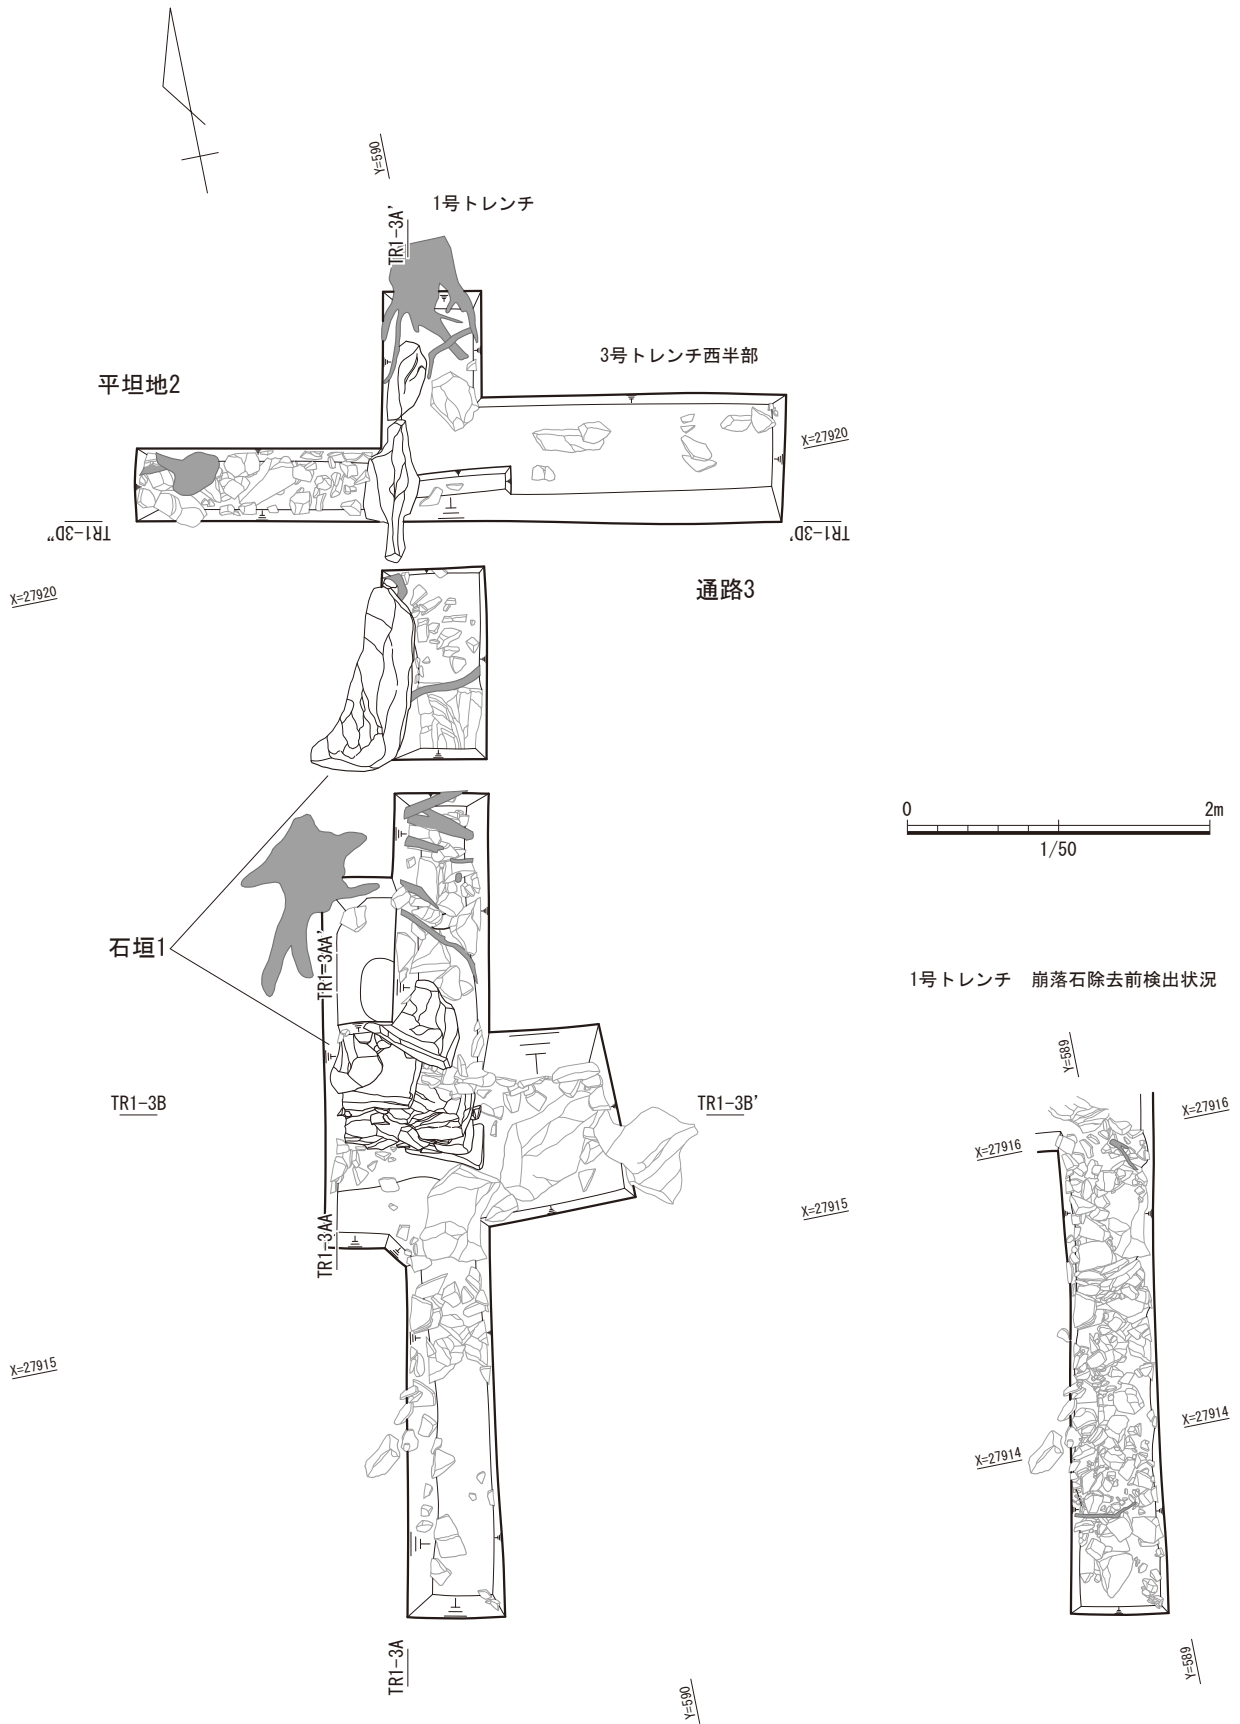 Y=590
TR1-3A'
1号トレンチ
3号トレンチ西半部
平坦地2
X=27920
TR1-3D"
TR1-3D'
X=27920
通路3
0 2m
1/50
石垣1
TR1=3AA'
1号トレンチ 崩落石除去前検出状況
Y=589
TR1-3B
TR1-3B'
X=27916
X=27916
X=27915
TR1-3AA
X=27915
X=27914
X=27914
TR1-3A
Y=590
Y=589